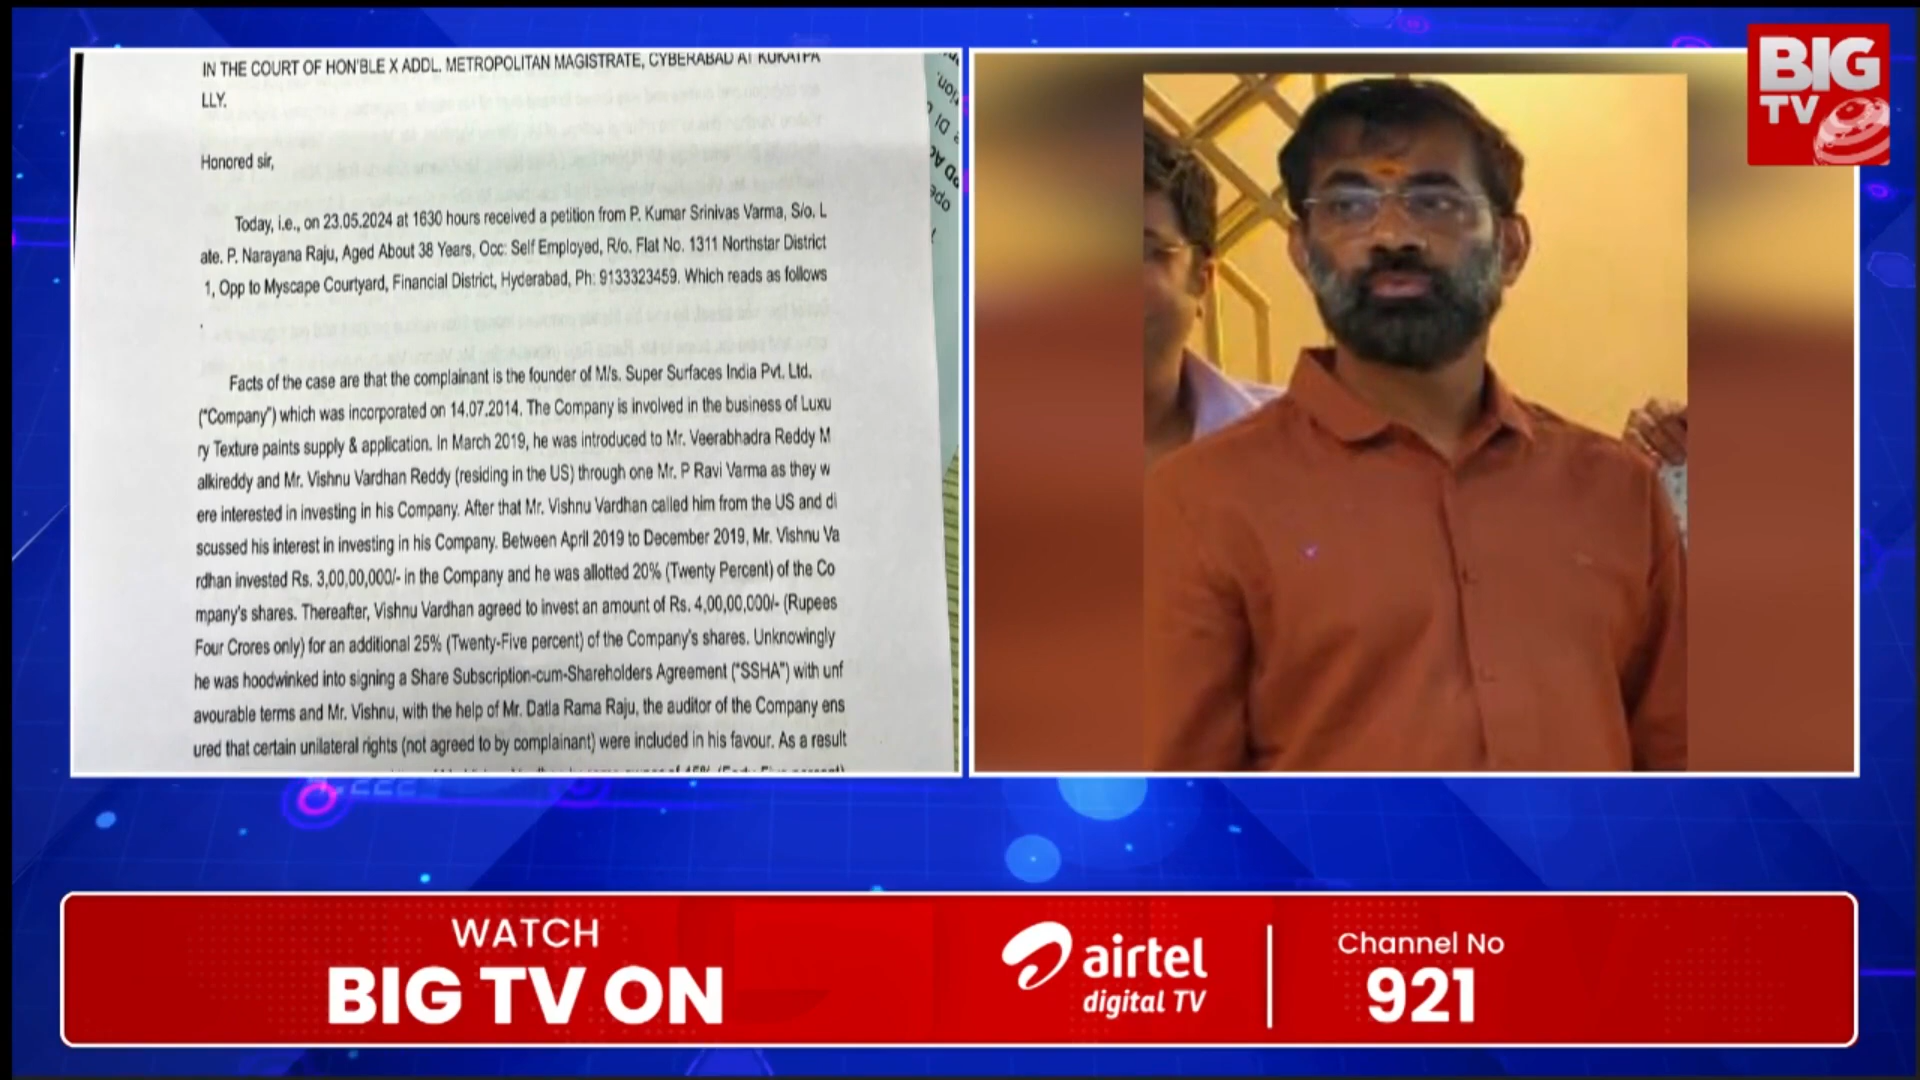 IN THE COURT OF HON'BLE X ADDL. METROPOLITAN MAGISTRATE, CYBERABAD AT KUKATPA
LLY.
Honored sir,
Today, i.e., on 23.05.2024 at 1630 hours received a petition from P. Kumar Srinivas Varma, S/o. L
ate. P. Narayana Raju, Aged About 38 Years, Occ: Self Employed, R/o. Flat No. 1311 Northstar District
1, Opp to Myscape Courtyard, Financial District, Hyderabad, Ph: 9133323459. Which reads as follows
.
Facts of the case are that the complainant is the founder of M/s. Super Surfaces India Pvt. Ltd.
("Company") which was incorporated on 14.07.2014. The Company is involved in the business of Luxu
ry Texture paints supply & application. In March 2019, he was introduced to Mr. Veerabhadra Reddy M
alkireddy and Mr. Vishnu Vardhan Reddy (residing in the US) through one Mr. P Ravi Varma as they w
ere interested in investing in his Company. After that Mr. Vishnu Vardhan called him from the US and di
scussed his interest in investing in his Company. Between April 2019 to December 2019, Mr. Vishnu Va
rdhan invested Rs. 3,00,00,000/- in the Company and he was allotted 20% (Twenty Percent) of the Co
mpany's shares. Thereafter, Vishnu Vardhan agreed to invest an amount of Rs. 4,00,00,000/- (Rupees
Four Crores only) for an additional 25% (Twenty-Five percent) of the Company's shares. Unknowingly
he was hoodwinked into signing a Share Subscription-cum-Shareholders Agreement ("SSHA") with unf
avourable terms and Mr. Vishnu, with the help of Mr. Datla Rama Raju, the auditor of the Company ens
ured that certain unilateral rights (not agreed to by complainant) were included in his favour. As a result
BIG
TV
WATCH
BIG TV ON
airtel
digital TV
Channel No
921